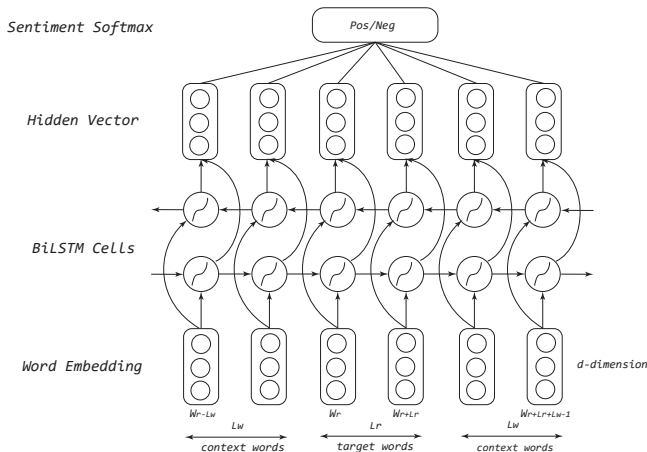 Sentiment Softmax
Pos/Neg
Hidden Vector
BiLSTM Cells
Word Embedding
d-dimension
Wr-Lw Wr Wr+Lr Wr+Lr+Lw-1
Lw Lr Lw
context words target words context words